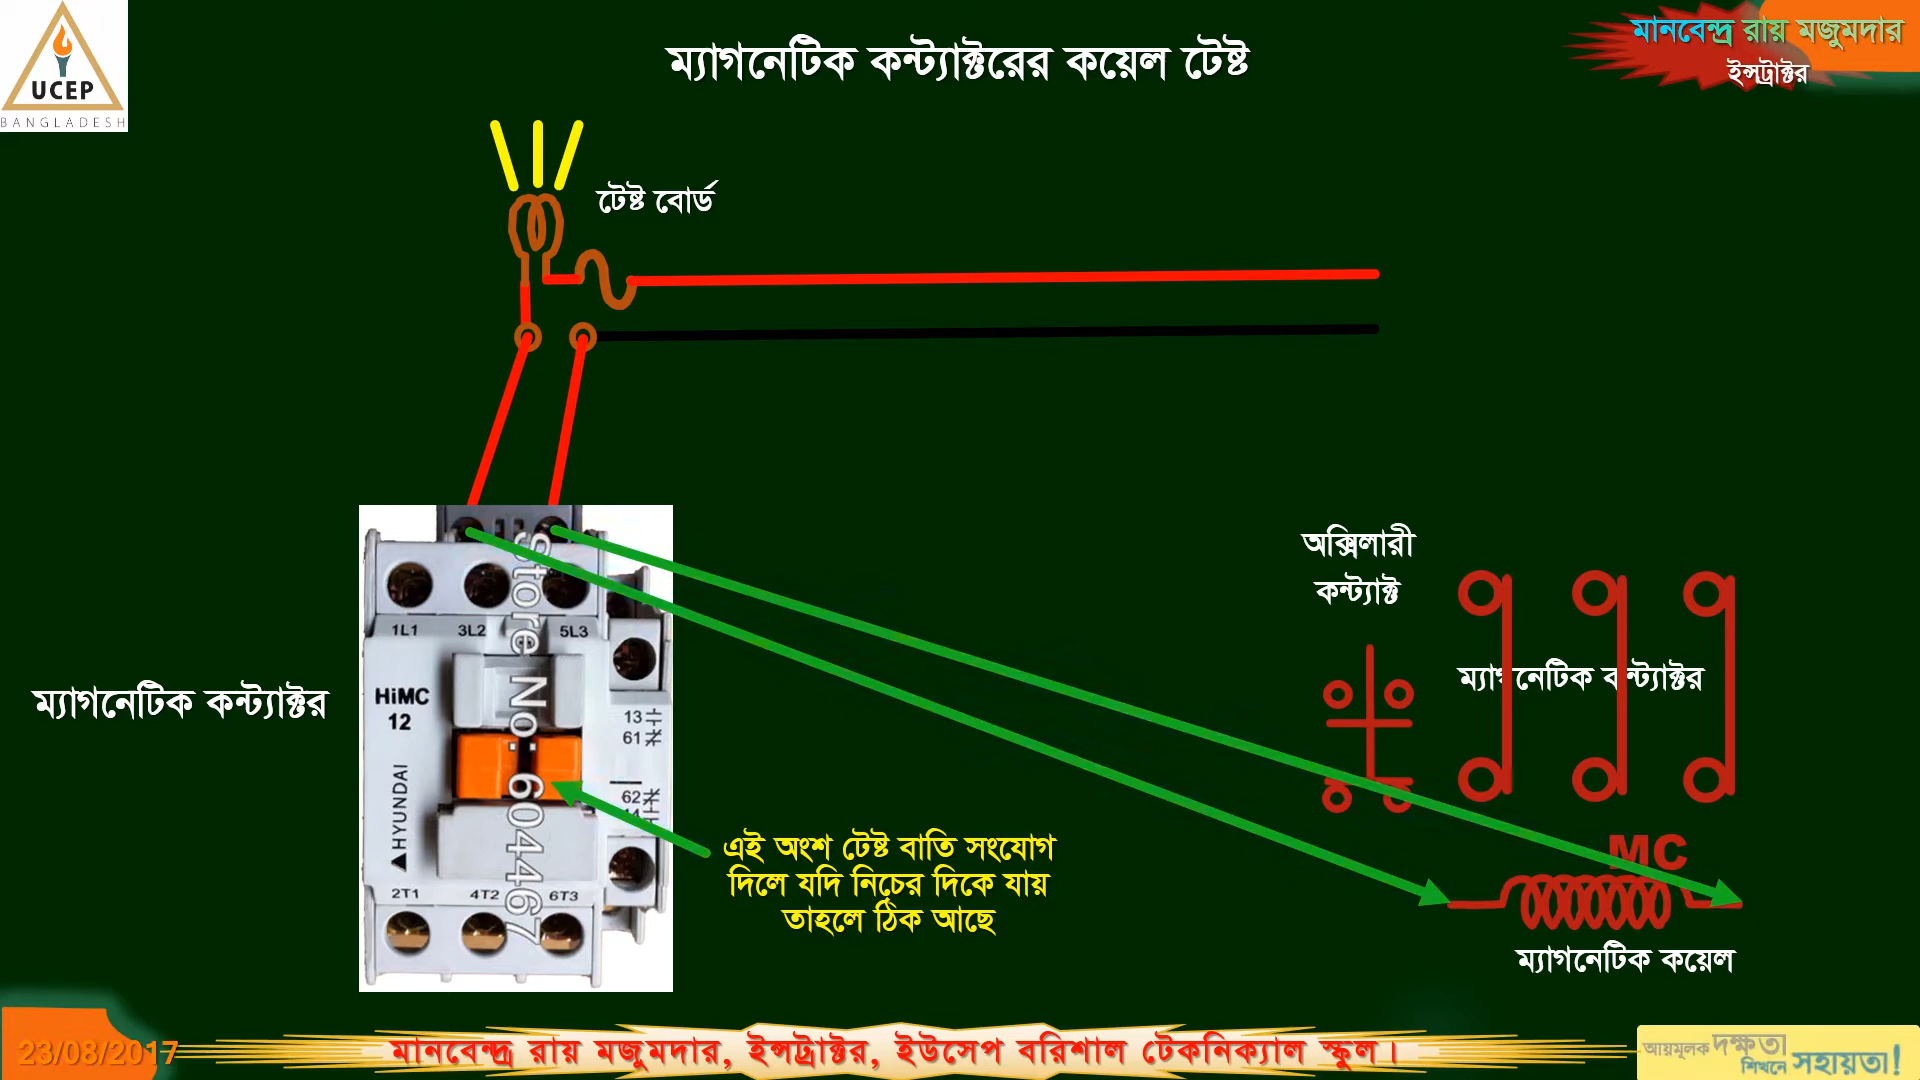 UCEP
BANGLADESH
ম্যাগনেটিক কন্ট্যাক্টরের কয়েল টেষ্ট
মানবেন্দ্র রায় মজুমদার
ইন্সট্রাক্টর
টেষ্ট বোর্ড
অক্সিলারী
কন্ট্যাক্ট
ম্যাগনেটিক কন্ট্যাক্টর
ম্যাগনেটিক কন্ট্যাক্টর
1L1 3L2 5L3
HiMC
12
HYUNDAI
13
61
62
2T1 4T2 6T3
Store No 604467
এই অংশ টেষ্ট বাতি সংযোগ
দিলে যদি নিচের দিকে যায়
তাহলে ঠিক আছে
MC
ম্যাগনেটিক কয়েল
23/08/2017
মানবেন্দ্র রায় মজুমদার, ইন্সট্রাক্টর, ইউসেপ বরিশাল টেকনিক্যাল স্কুল।
আয়মূলক দক্ষতা
শিখনে সহায়তা!